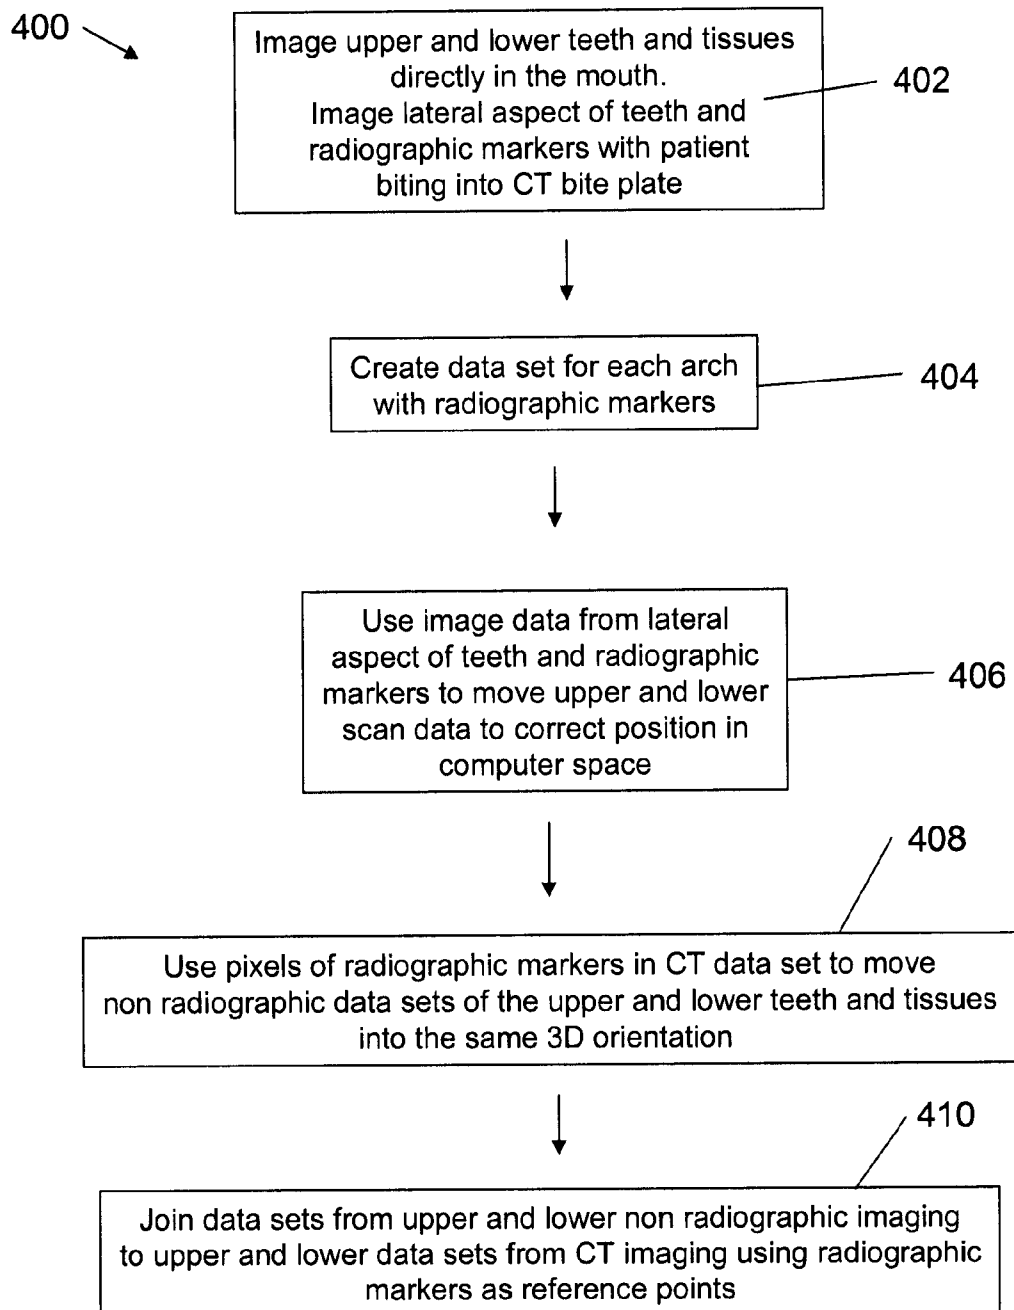 400
Image upper and lower teeth and tissues
directly in the mouth.
Image lateral aspect of teeth and
radiographic markers with patient
biting into CT bite plate
402
Create data set for each arch
with radiographic markers
404
Use image data from lateral
aspect of teeth and radiographic
markers to move upper and lower
scan data to correct position in
computer space
406
408
Use pixels of radiographic markers in CT data set to move
non radiographic data sets of the upper and lower teeth and tissues
into the same 3D orientation
410
Join data sets from upper and lower non radiographic imaging
to upper and lower data sets from CT imaging using radiographic
markers as reference points